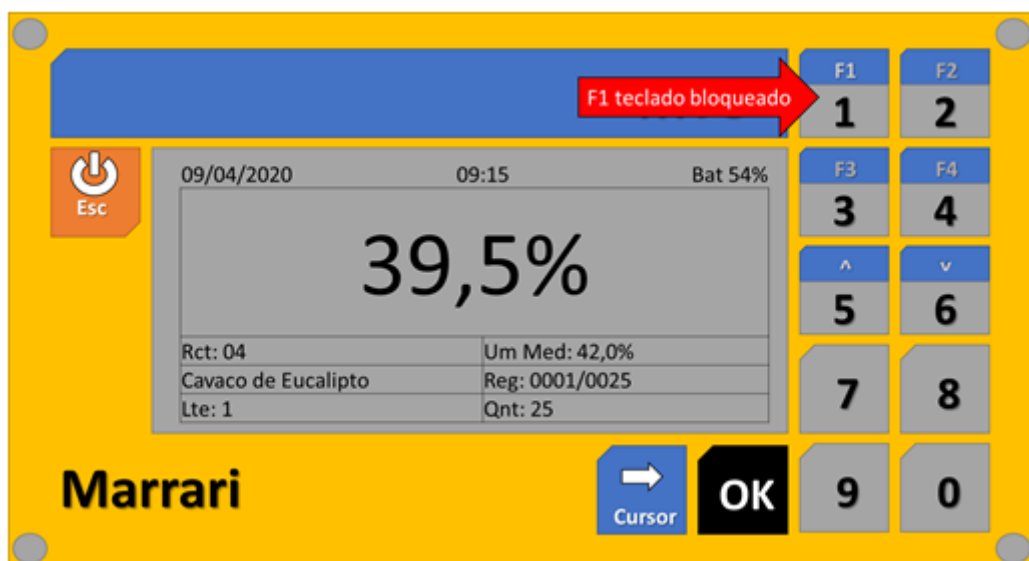 F1 teclado bloqueado
F1
1
F2
2
Esc
09/04/2020 09:15 Bat 54%
F3
3
F4
4
39,5%
^
5
v
6
Rct: 04 Um Med: 42,0%
Cavaco de Eucalipto Reg: 0001/0025
Lte: 1 Qnt: 25
7
8
Marrari
Cursor
OK
9
0